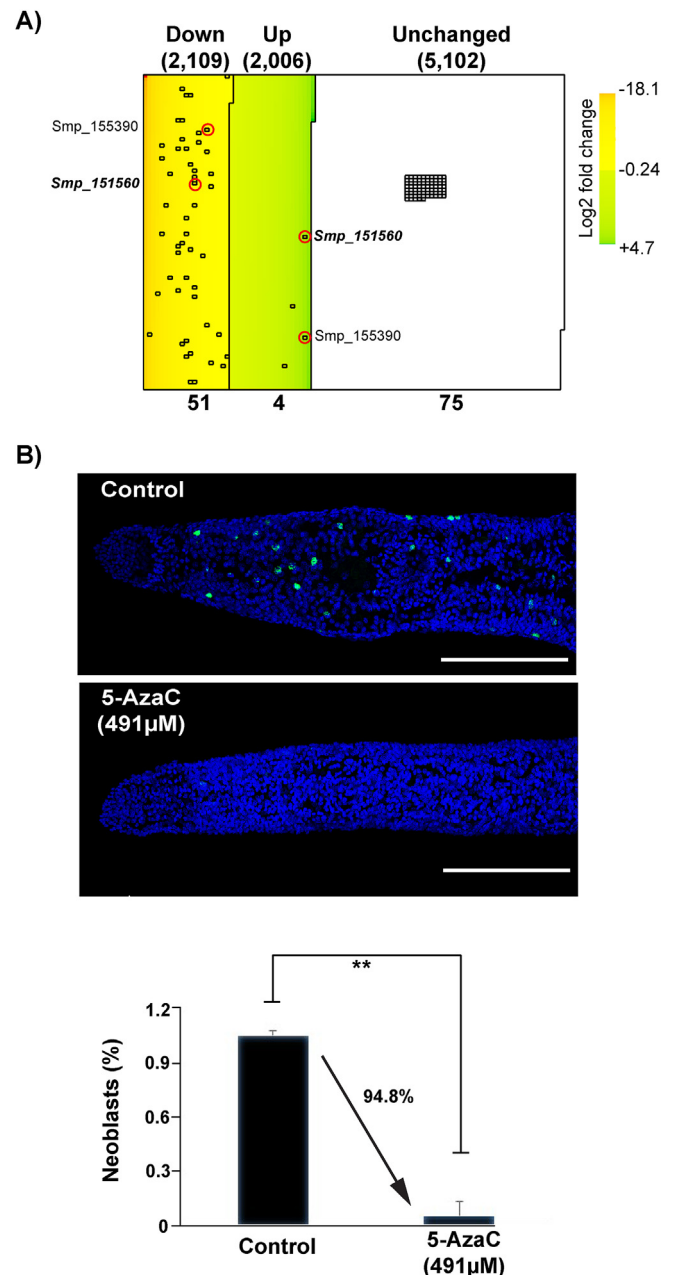 A)
Down
(2,109)
Up
(2,006)
Unchanged
(5,102)
Smp_155390
Smp_151560
Smp_151560
Smp_155390
51
4
75
-18.1
-0.24
+4.7
Log2 fold change
B)
Control
5-AzaC
(491µM)
**
94.8%
1.2
0.9
0.6
0.3
0
Neoblasts (%)
Control
5-AzaC
(491µM)